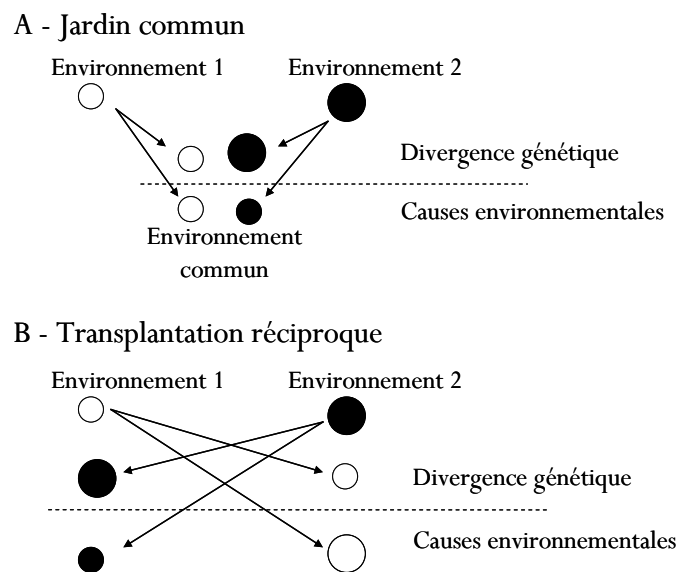 A - Jardin commun
Environnement 1
Environnement 2
Divergence génétique
Causes environnementales
Environnement
commun
B - Transplantation réciproque
Environnement 1
Environnement 2
Divergence génétique
Causes environnementales